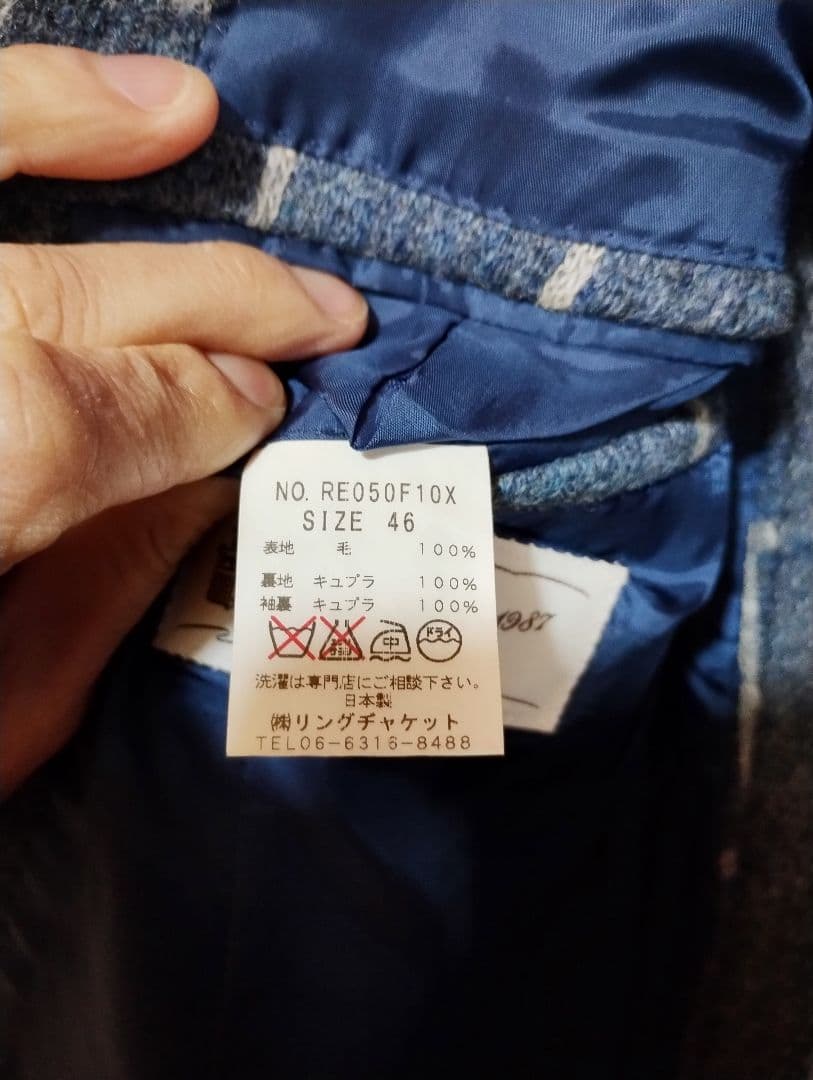 NO. RE050F10X
SIZE 46
表地 毛 100%
裏地 キュプラ 100%
袖裏 キュプラ 100%
中 ドライ
洗濯は専門店にご相談下さい。
日本製
㈱リングヂャケット
TEL06-6316-8488
1987